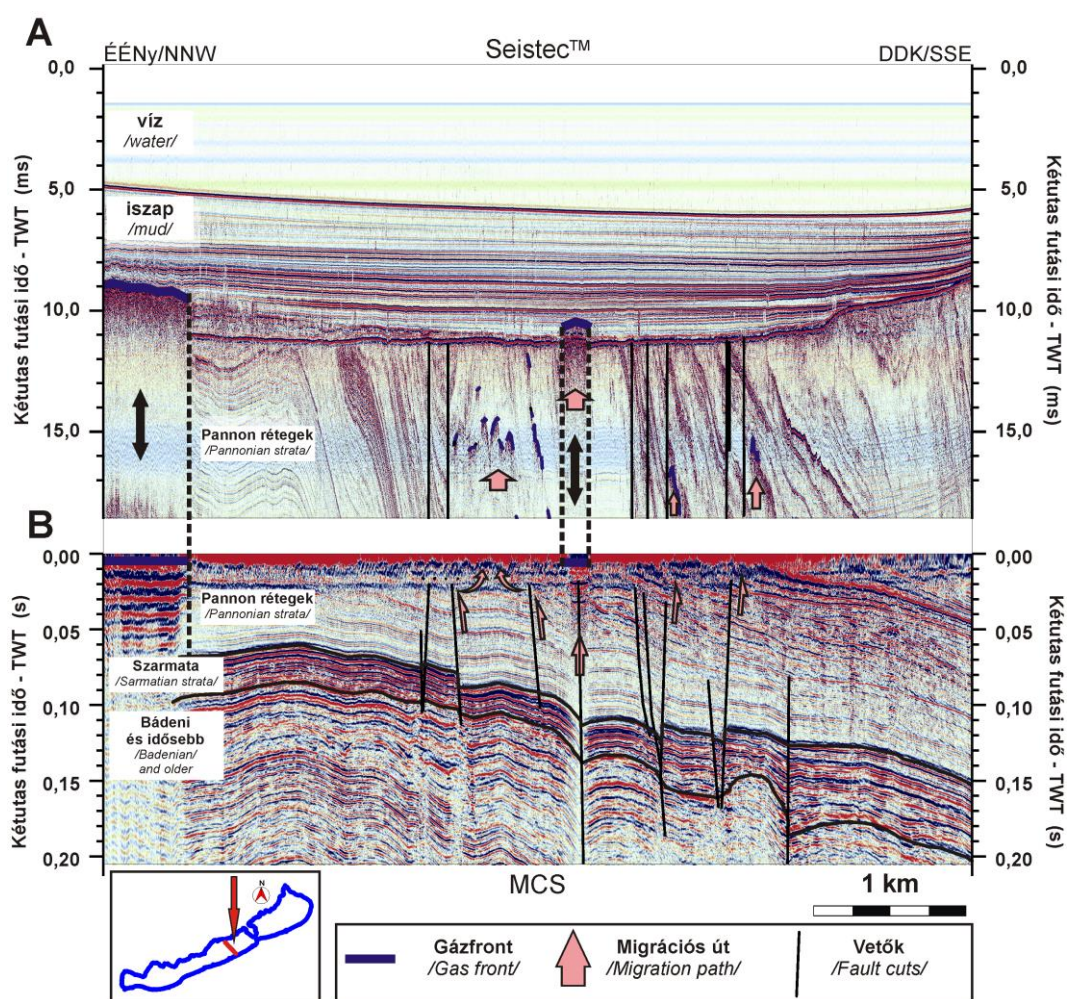 A
ÉÉNy/NNW
Seistec™
DDK/SSE
0,0
0,0
víz
/water/
5,0
5,0
iszap
/mud/
10,0
10,0
15,0
15,0
Pannon rétegek
/Pannonian strata/
Kétutas futási idő - TWT (ms)
Kétutas futási idő - TWT (ms)
B
0,00
0,00
Pannon rétegek
/Pannonian strata/
0,05
0,05
Szarmata
/Sarmatian strata/
0,10
0,10
Bádeni
és idősebb
/Badenian/
and older
0,15
0,15
0,20
0,20
Kétutas futási idő - TWT (s)
Kétutas futási idő - TWT (s)
MCS
1 km
N
Gázfront
/Gas front/
Migrációs út
/Migration path/
Vetők
/Fault cuts/